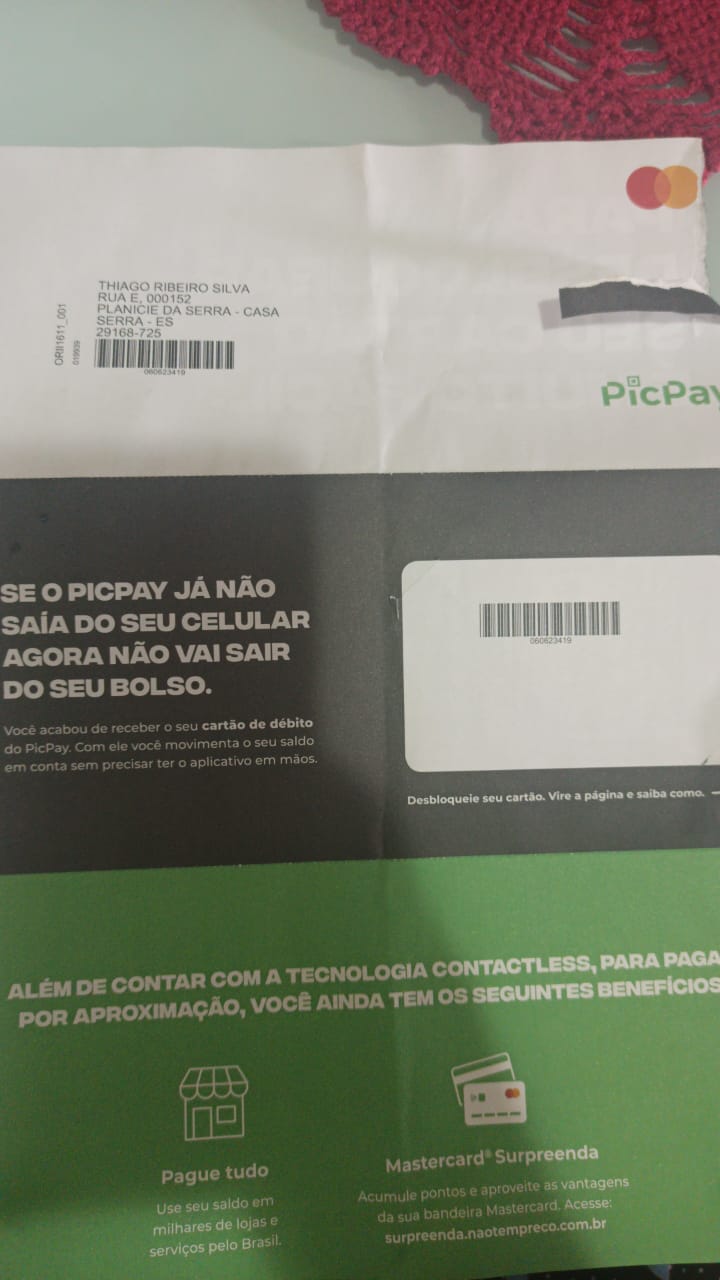 THIAGO RIBEIRO SILVA
RUA E, 000152
PLANICIE DA SERRA - CASA
SERRA - ES
29168-725
060623419
ORII1611_001
019939
PicPay
SE O PICPAY JÁ NÃO
SAÍA DO SEU CELULAR
AGORA NÃO VAI SAIR
DO SEU BOLSO.
Você acabou de receber o seu cartão de débito
do PicPay. Com ele você movimenta o seu saldo
em conta sem precisar ter o aplicativo em mãos.
060623419
Desbloqueie seu cartão. Vire a página e saiba como.
ALÉM DE CONTAR COM A TECNOLOGIA CONTACTLESS, PARA PAGA
POR APROXIMAÇÃO, VOCÊ AINDA TEM OS SEGUINTES BENEFÍCIOS
Pague tudo
Use seu saldo em
milhares de lojas e
serviços pelo Brasil.
Mastercard® Surpreenda
Acumule pontos e aproveite as vantagens
da sua bandeira Mastercard. Acesse:
surpreenda.naotempreco.com.br